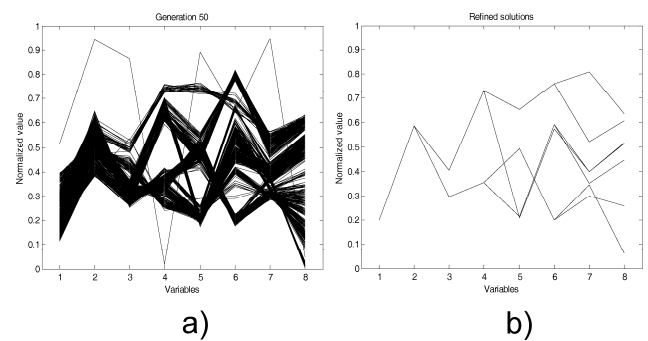 Generation 50
Normalized value
1
0.9
0.8
0.7
0.6
0.5
0.4
0.3
0.2
0.1
0
1 2 3 4 5 6 7 8
Variables
a)
Refined solutions
Normalized value
1
0.9
0.8
0.7
0.6
0.5
0.4
0.3
0.2
0.1
0
1 2 3 4 5 6 7 8
Variables
b)